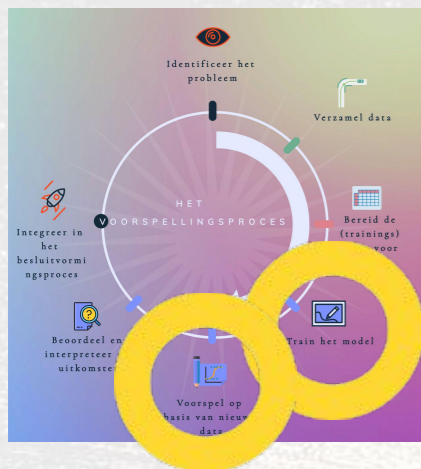 Identificeer het
probleem
Verzamel data
HET
VOORSPELLINGSPROCES
Bereid de
(trainings)
voor
Integreer in
het
besluitvormi
ngsproces
Train het model
Beoordeel en
interpreteer
uitkomste
Voorspel op
basis van nieuw
data